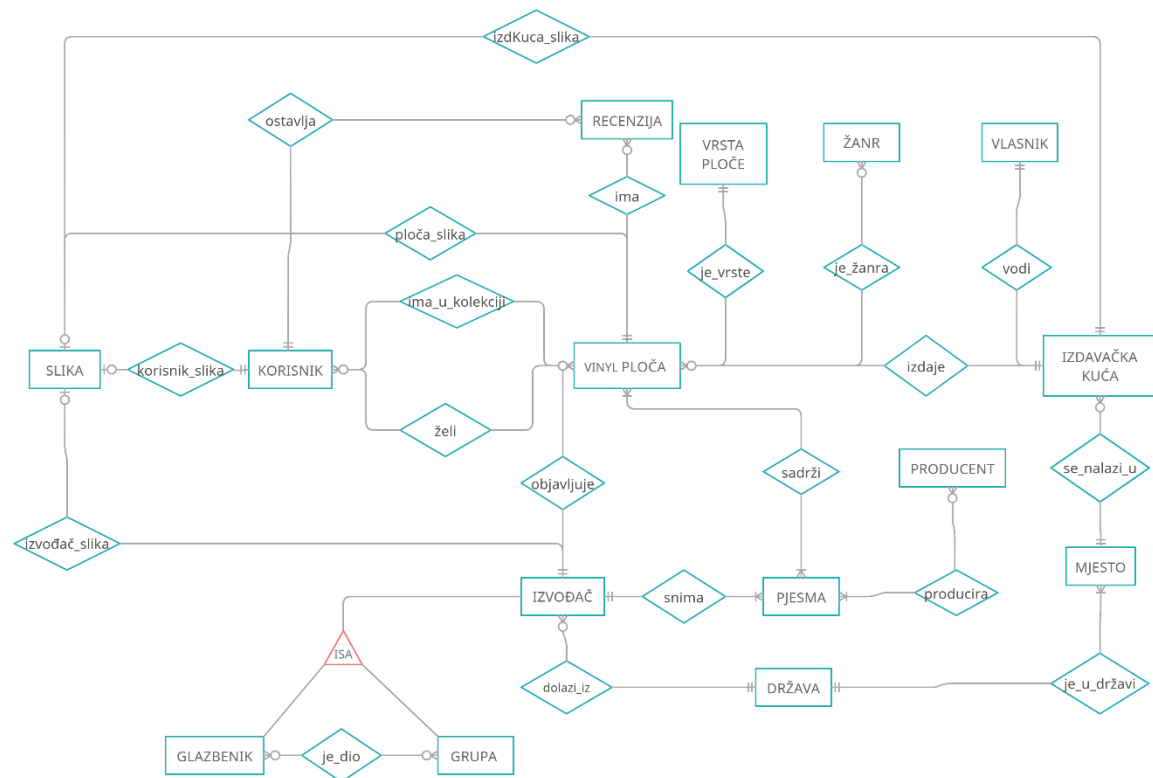 izdKuca_slika
ostavlja
RECENZIJA
VRSTA
PLOČE
ŽANR
VLASNIK
ima
ploča_slika
je_vrste
je_žanra
vodi
ima_u_kolekciji
SLIKA
korisnik_slika
KORISNIK
VINYL PLOČA
izdaje
IZDAVAČKA
KUĆA
želi
objavljuje
sadrži
PRODUCENT
se_nalazi_u
izvođač_slika
MJESTO
IZVOĐAČ
snima
PJESMA
producira
ISA
dolazi_iz
DRŽAVA
je_u_državi
GLAZBENIK
je_dio
GRUPA